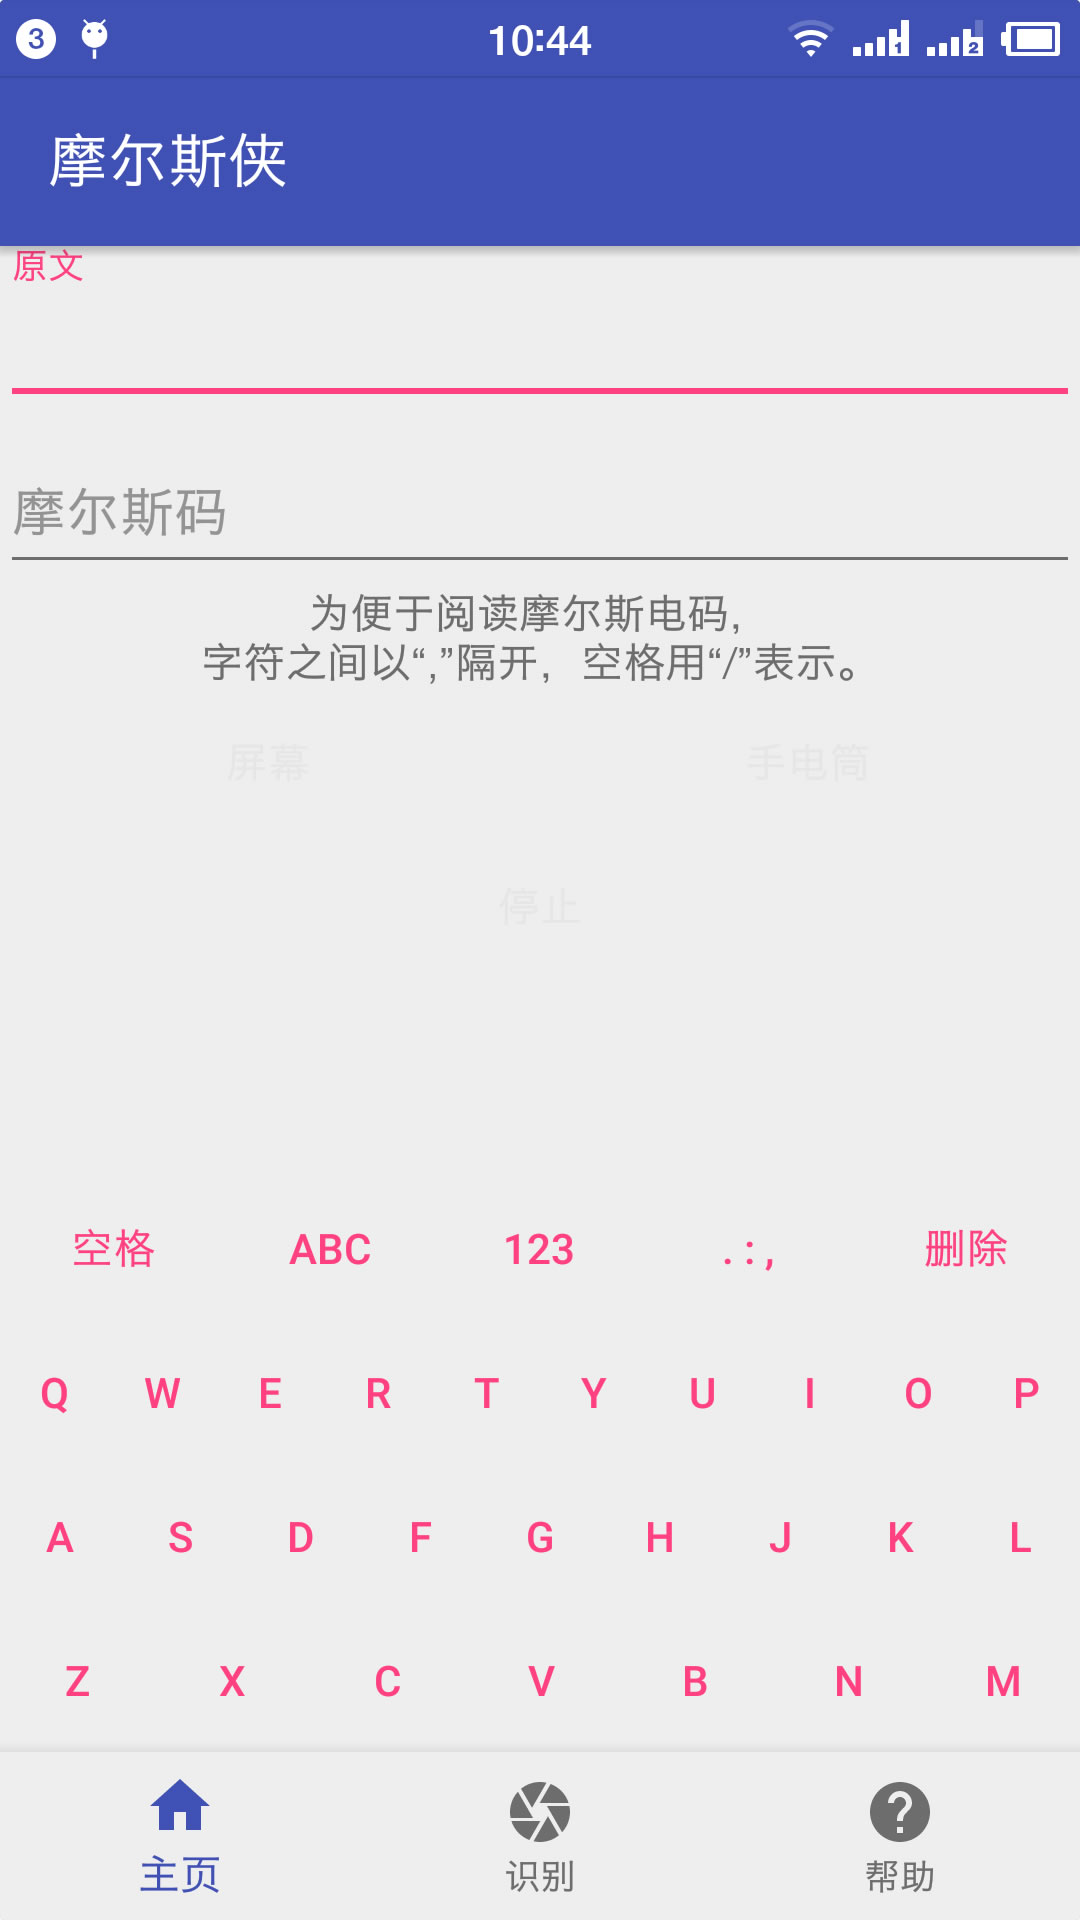 3 10:44 1 2
摩尔斯侠
原文
摩尔斯码
为便于阅读摩尔斯电码,
字符之间以“,”隔开, 空格用“/”表示。
屏幕 手电筒
停止
空格 ABC 123 . : , 删除
Q W E R T Y U I O P
A S D F G H J K L
Z X C V B N M
主页 识别 帮助